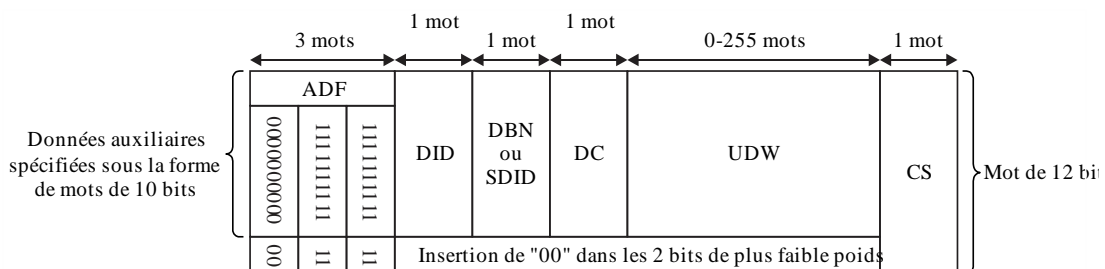 1 mot
1 mot
3 mots
1 mot
0-255 mots
1 mot
ADF
Données auxiliaires
spécifiées sous la forme
de mots de 10 bits
0000000000
1111111111
1111111111
DID
DBN
ou
SDID
DC
UDW
CS
Mot de 12
00
11
11
Insertion de "00" dans les 2 bits de plus faible poids